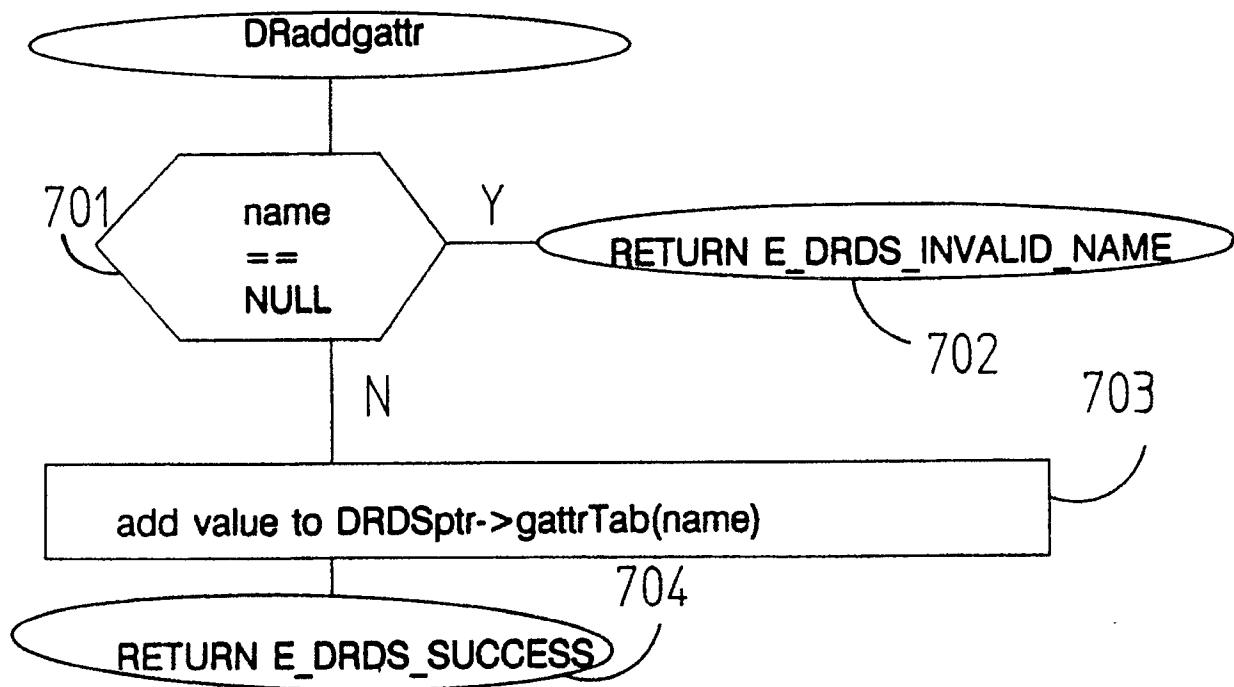 DRaddgattr
701
name
==
NULL
Y
RETURN E_DRDS_INVALID_NAME
702
N
703
add value to DRDSptr->gattrTab(name)
704
RETURN E_DRDS_SUCCESS